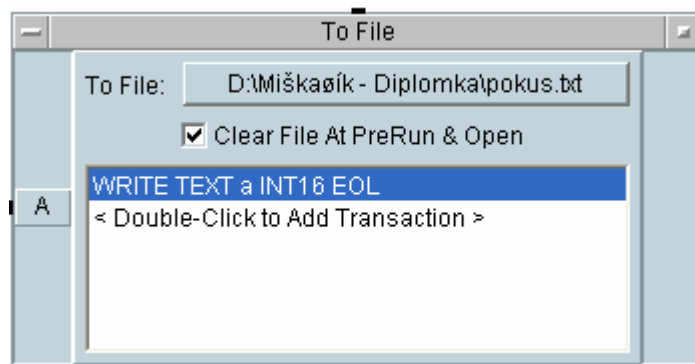 To File
To File: D:\Miškaøík - Diplomka\pokus.txt
Clear File At PreRun & Open
WRITE TEXT a INT16 EOL
A
< Double-Click to Add Transaction >